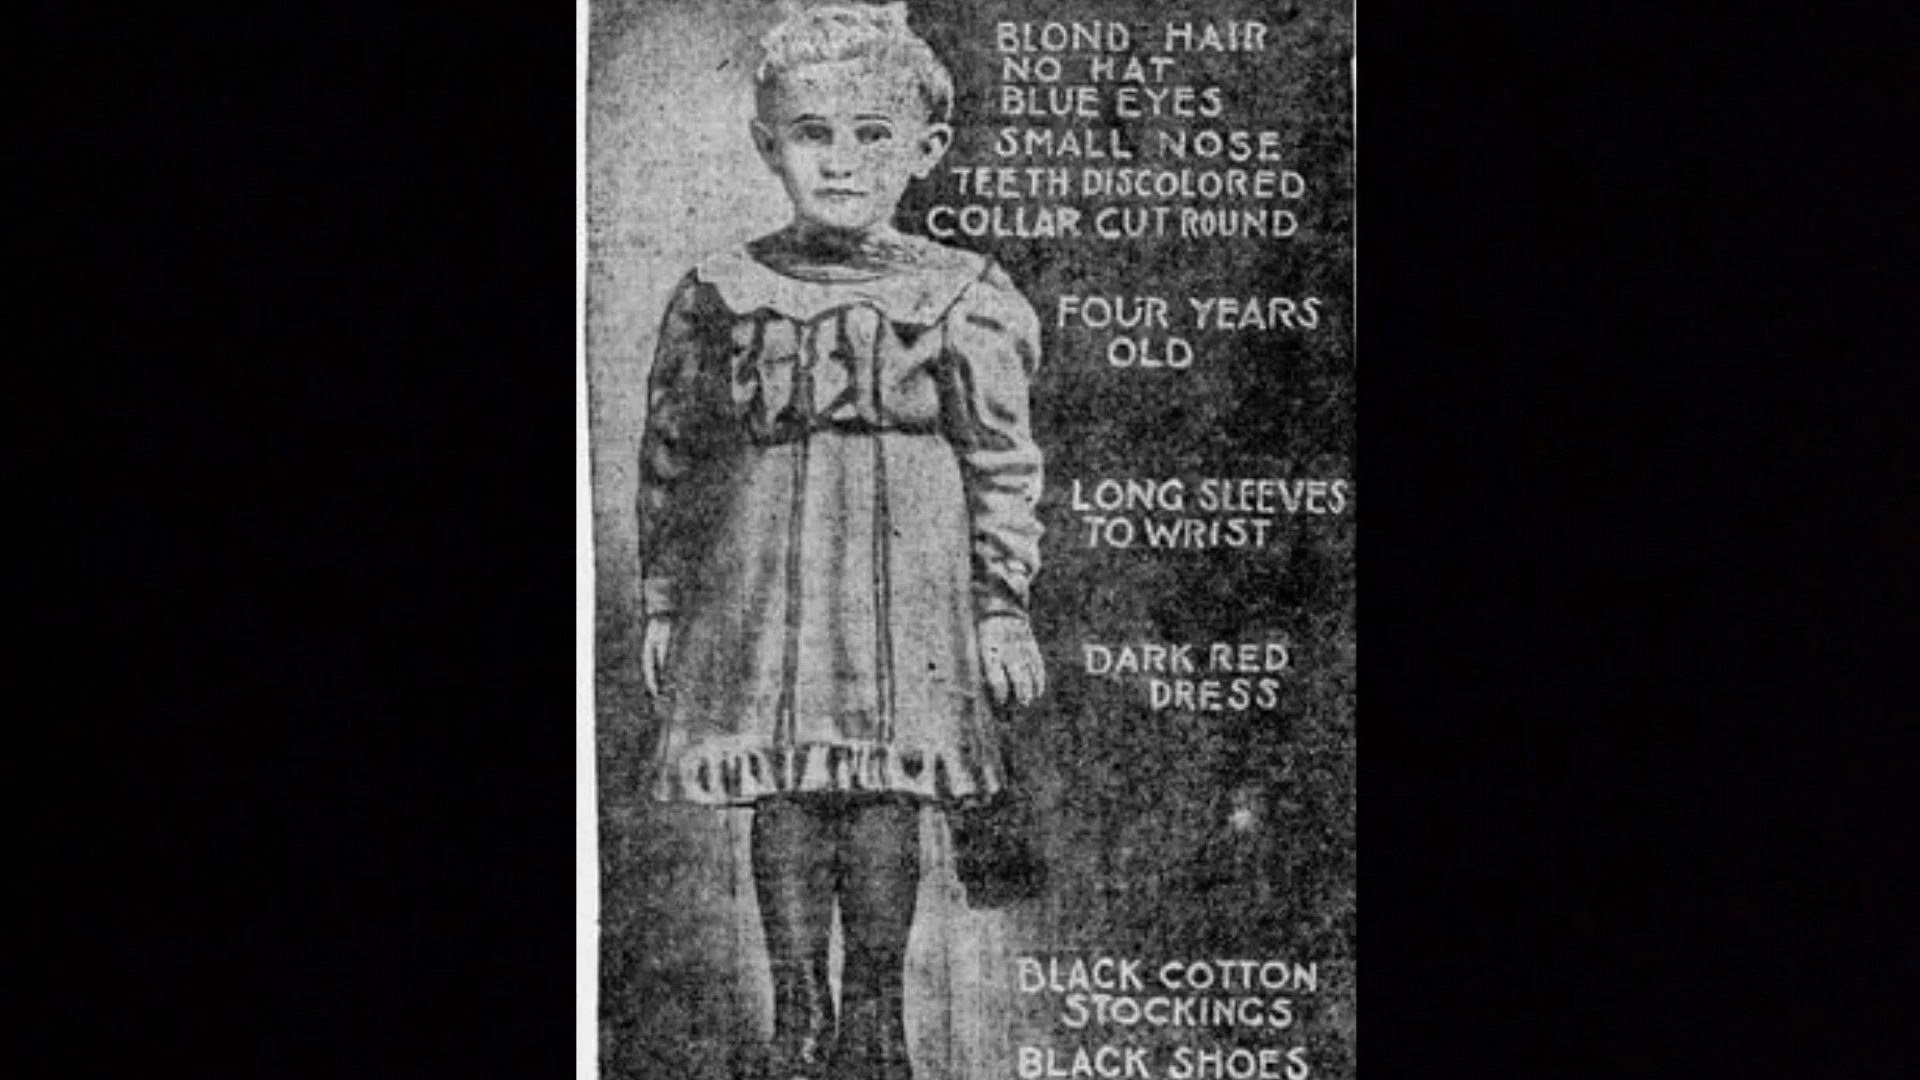 BLOND HAIR
NO HAT
BLUE EYES
SMALL NOSE
TEETH DISCOLORED
COLLAR CUT ROUND
FOUR YEARS
OLD
LONG SLEEVES
TO WRIST
DARK RED
DRESS
BLACK COTTON
STOCKINGS
BLACK SHOES